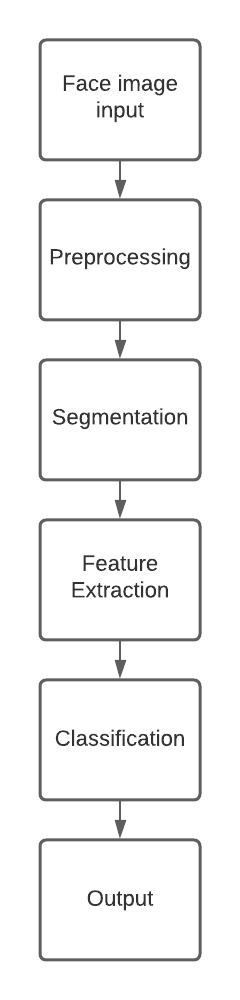 Face image
input
Preprocessing
Segmentation
Feature
Extraction
Classification
Output